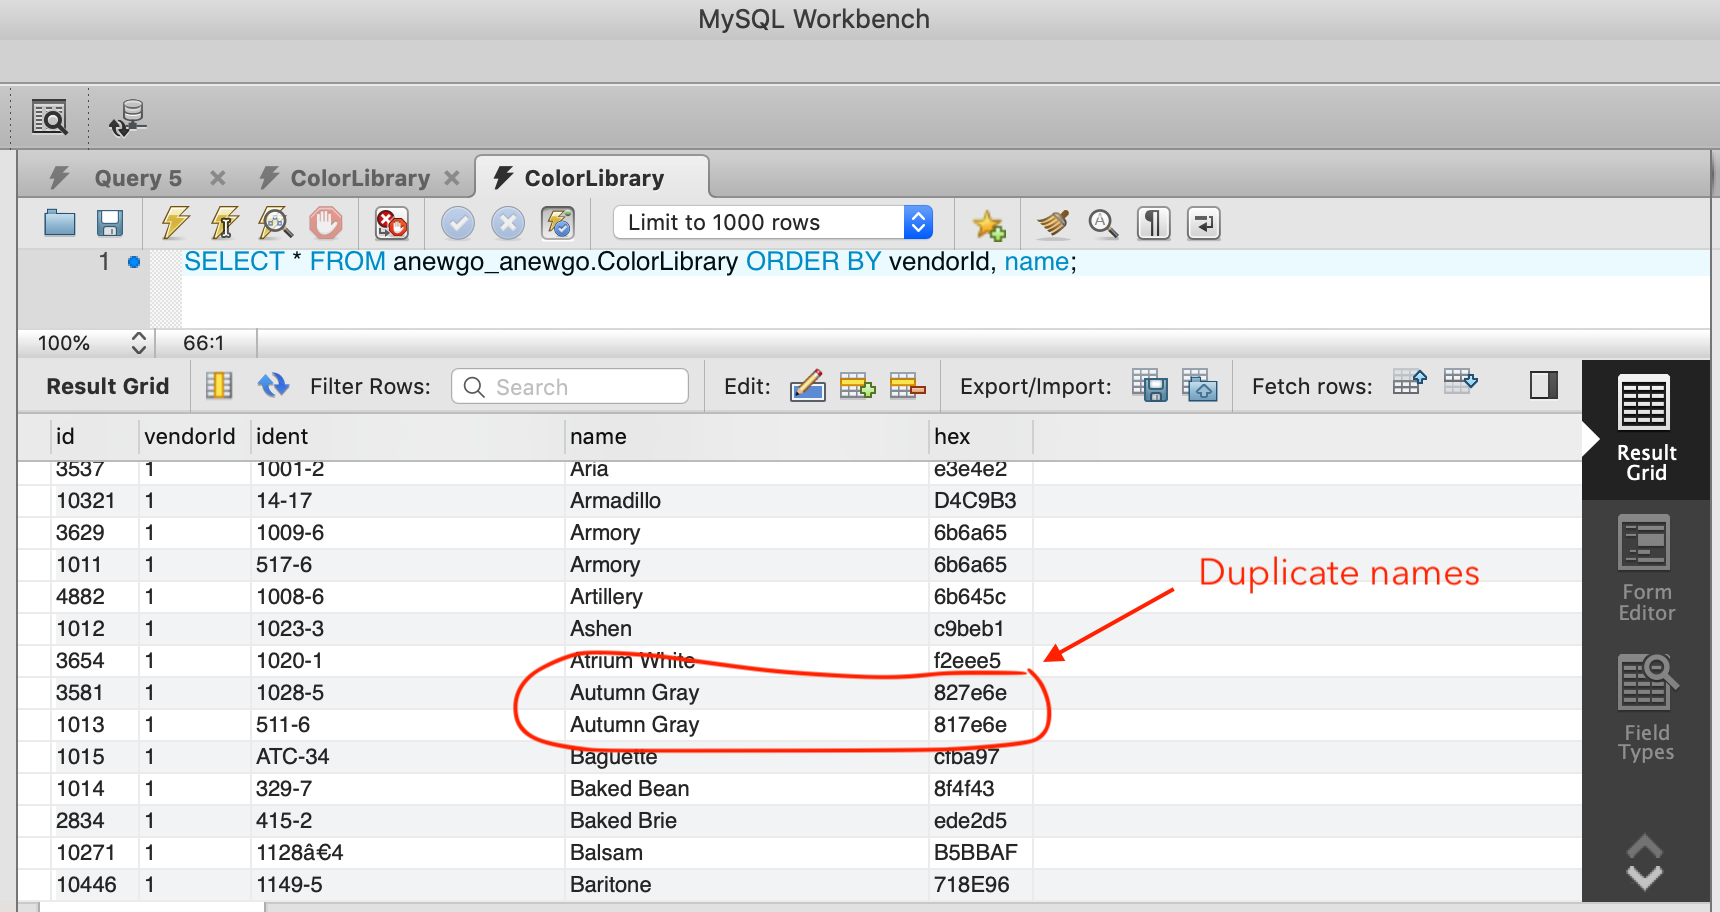 MySQL Workbench
Query 5 ColorLibrary ColorLibrary
Limit to 1000 rows
1 SELECT * FROM anewgo_anewgo.ColorLibrary ORDER BY vendorId, name;
100% 66:1
Result Grid Filter Rows: Search Edit: Export/Import: Fetch rows:
id vendorId ident name hex
3537 1 1001-2 Aria e3e4e2
10321 1 14-17 Armadillo D4C9B3
3629 1 1009-6 Armory 6b6a65
1011 1 517-6 Armory 6b6a65
4882 1 1008-6 Artillery 6b645c
1012 1 1023-3 Ashen c9beb1
3654 1 1020-1 Atrium White f2eee5
3581 1 1028-5 Autumn Gray 827e6e
1013 1 511-6 Autumn Gray 817e6e
1015 1 ATC-34 Baguette cfba97
1014 1 329-7 Baked Bean 8f4f43
2834 1 415-2 Baked Brie ede2d5
10271 1 1128â€4 Balsam B5BBAF
10446 1 1149-5 Baritone 718E96
Duplicate names
Result
Grid
Form
Editor
Field
Types